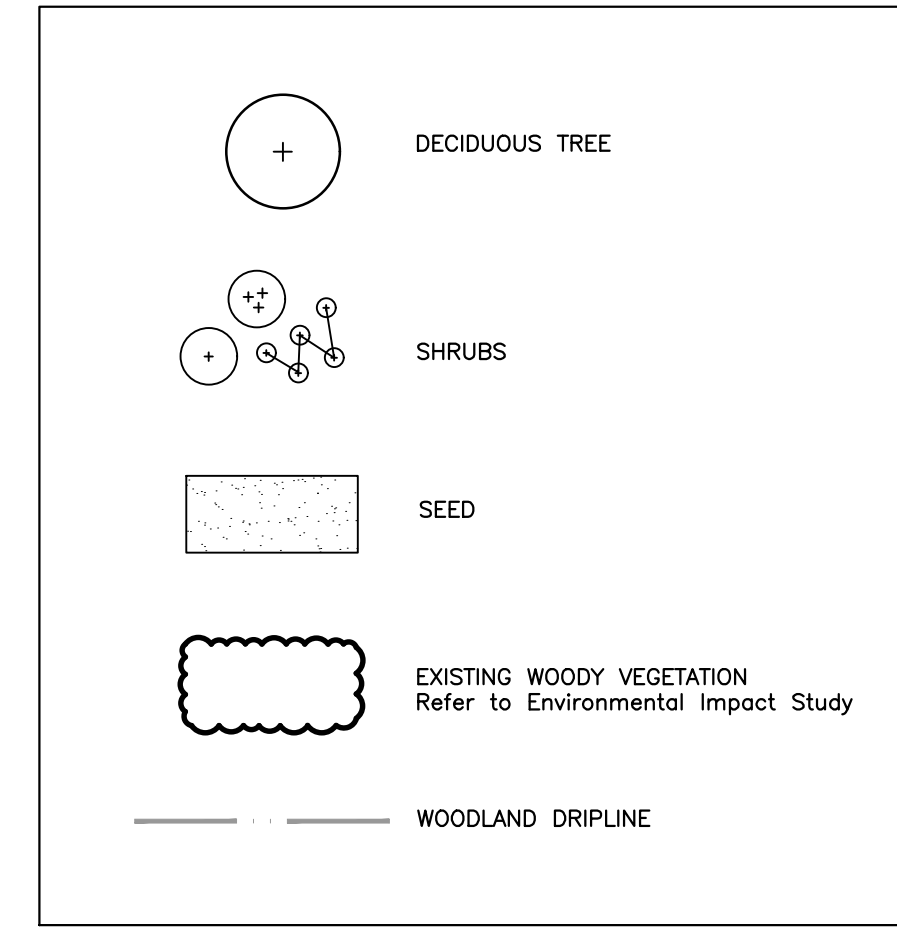 DECIDUOUS TREE
SHRUBS
SEED
EXISTING WOODY VEGETATION
Refer to Environmental Impact Study
WOODLAND DRIPLINE